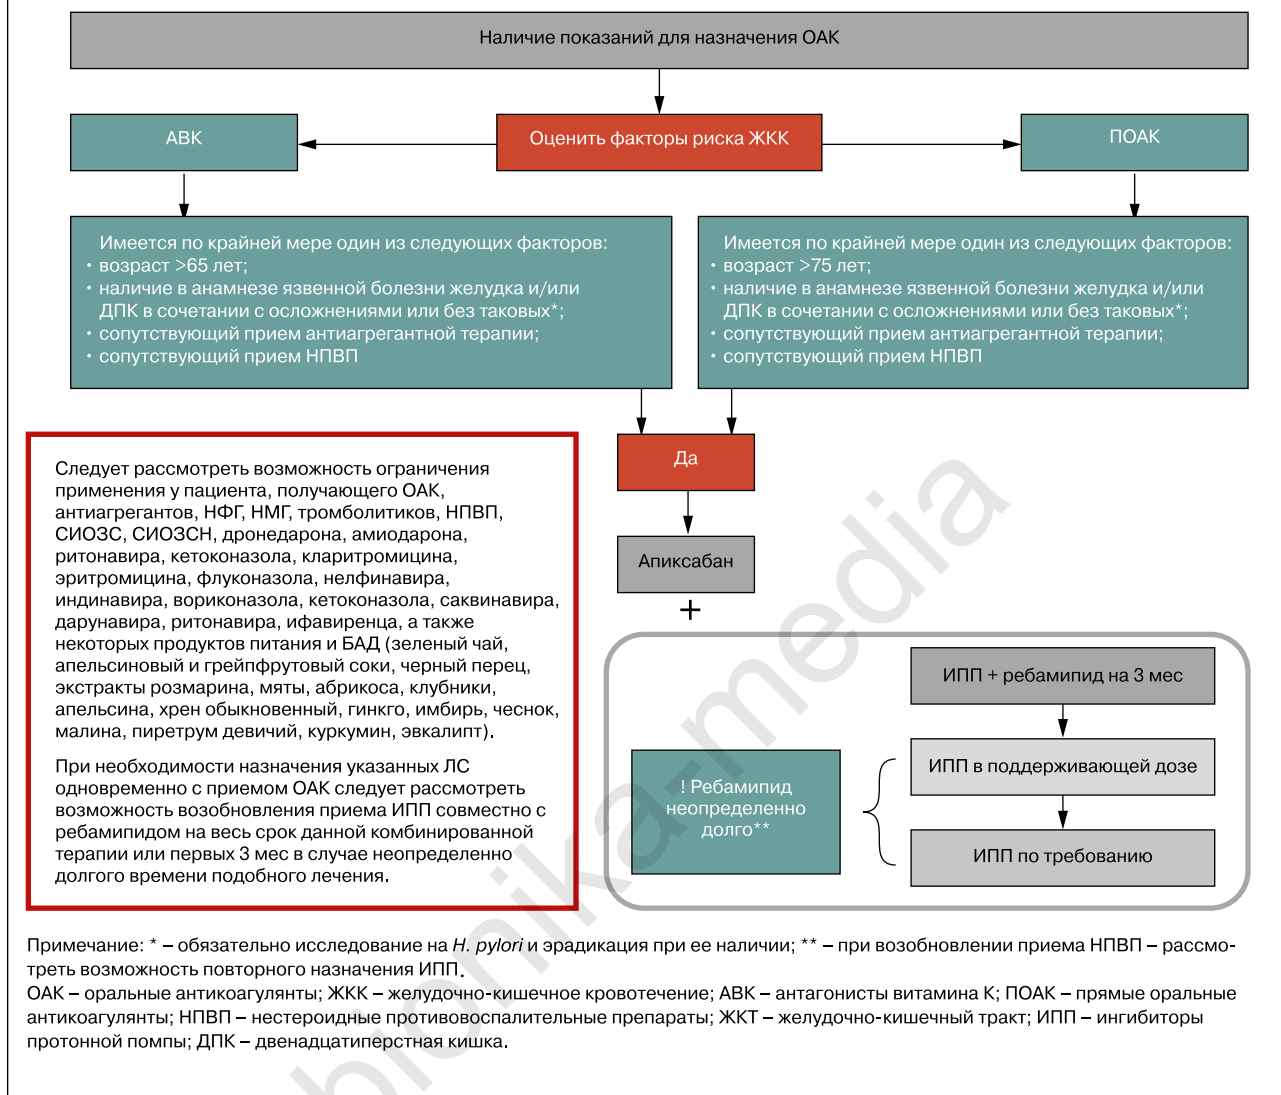 Наличие показаний для назначения ОАК
АВК
Оценить факторы риска ЖКК
ПОАК
Имеется по крайней мере один из следующих факторов:
• возраст >65 лет;
• наличие в анамнезе язвенной болезни желудка и/или
ДПК в сочетании с осложнениями или без таковых*;
• сопутствующий прием антиагрегантной терапии;
• сопутствующий прием НПВП
Имеется по крайней мере один из следующих факторов:
• возраст >75 лет;
• наличие в анамнезе язвенной болезни желудка и/или
ДПК в сочетании с осложнениями или без таковых*;
• сопутствующий прием антиагрегантной терапии;
• сопутствующий прием НПВП
Да
Апиксабан
+
Следует рассмотреть возможность ограничения
применения у пациента, получающего ОАК,
антиагрегантов, НФГ, НМГ, тромболитиков, НПВП,
СИОЗС, СИОЗСН, дронедарона, амиодарона,
ритонавира, кетоконазола, кларитромицина,
эритромицина, флуконазола, нелфинавира,
индинавира, вориконазола, кетоконазола, саквинавира,
дарунавира, ритонавира, ифавиренца, а также
некоторых продуктов питания и БАД (зеленый чай,
апельсиновый и грейпфрутовый соки, черный перец,
экстракты розмарина, мяты, абрикоса, клубники,
апельсина, хрен обыкновенный, гинкго, имбирь, чеснок,
малина, пиретрум девичий, куркумин, эвкалипт).
При необходимости назначения указанных ЛС
одновременно с приемом ОАК следует рассмотреть
возможность возобновления приема ИПП совместно с
ребамипидом на весь срок данной комбинированной
терапии или первых 3 мес в случае неопределенно
долгого времени подобного лечения.
ИПП + ребамипид на 3 мес
! Ребамипид
неопределенно
долго**
ИПП в поддерживающей дозе
ИПП по требованию
Примечание: * – обязательно исследование на H. pylori и эрадикация при ее наличии; ** – при возобновлении приема НПВП – рассмо-
треть возможность повторного назначения ИПП.
ОАК – оральные антикоагулянты; ЖКК – желудочно-кишечное кровотечение; АВК – антагонисты витамина К; ПОАК – прямые оральные
антикоагулянты; НПВП – нестероидные противовоспалительные препараты; ЖКТ – желудочно-кишечный тракт; ИПП – ингибиторы
протонной помпы; ДПК – двенадцатиперстная кишка.
bionika-media